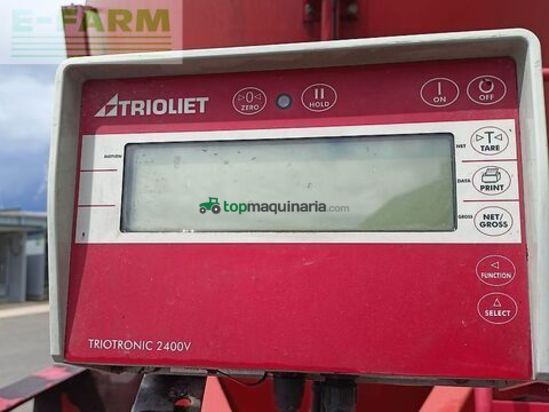 E-FARM
TRIOLIET
▷0◁
ZERO
HOLD
ON
OFF
MOTION
NET
▷T◁
TARE
DATA
PRINT
GROSS
NET/
GROSS
topmaquinaria.com
FUNCTION
SELECT
TRIOTRONIC 2400V